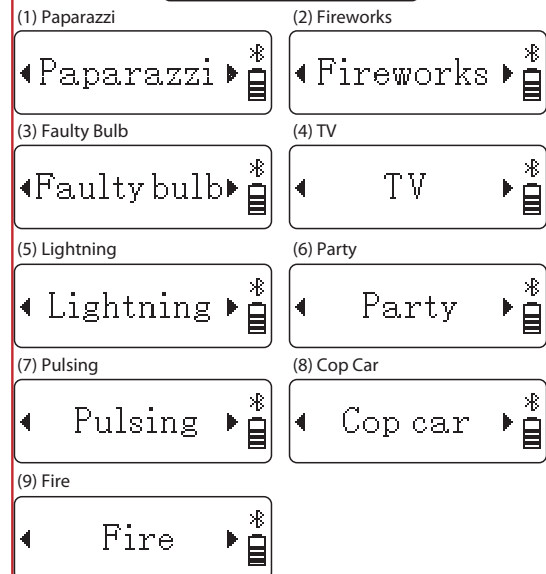 (1) Paparazzi
Paparazzi
(2) Fireworks
Fireworks
(3) Faulty Bulb
Faulty bulb
(4) TV
TV
(5) Lightning
Lightning
(6) Party
Party
(7) Pulsing
Pulsing
(8) Cop Car
Cop car
(9) Fire
Fire